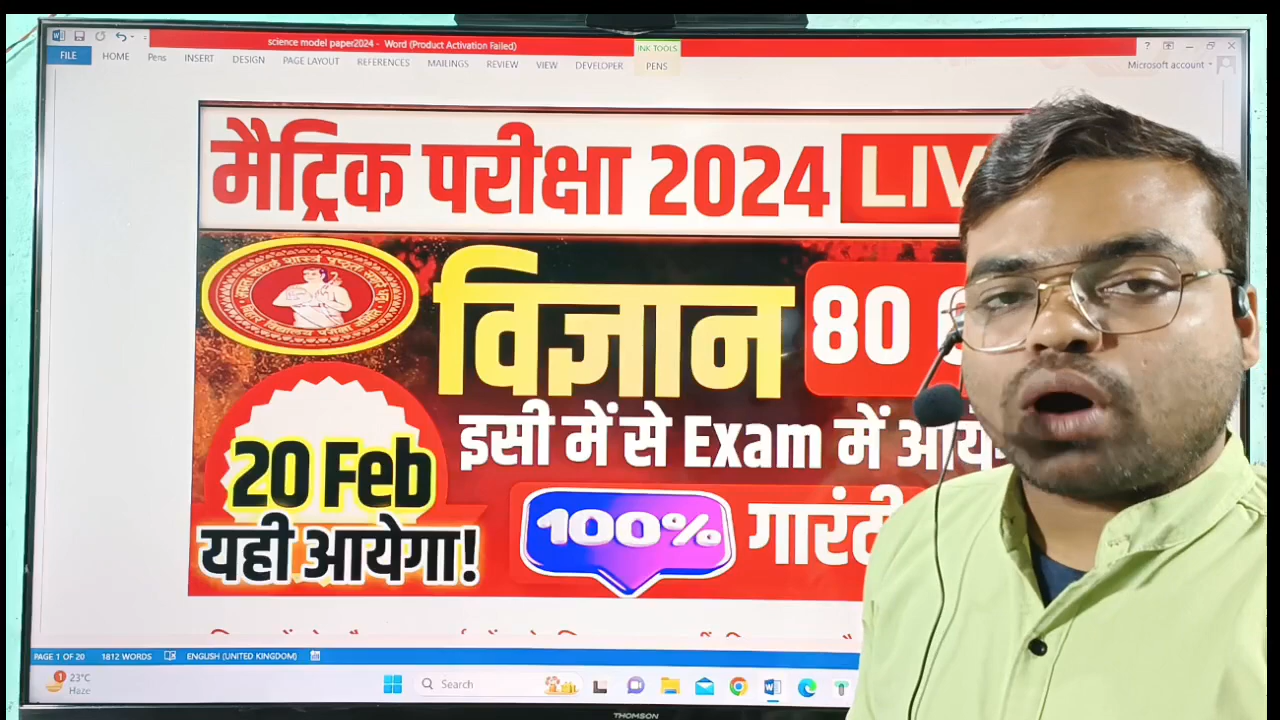 science model paper2024 - Word (Product Activation Failed)
INK TOOLS
FILE HOME Pens INSERT DESIGN PAGE LAYOUT REFERENCES MAILINGS REVIEW VIEW DEVELOPER PENS
Microsoft account
मैट्रिक परीक्षा 2024 LIV
विज्ञान
80
इसी में से Exam में
20 Feb
यही आयेगा!
100%
PAGE 1 OF 20 1812 WORDS ENGLISH (UNITED KINGDOM)
1
23°C
Haze
Search
THOMSON